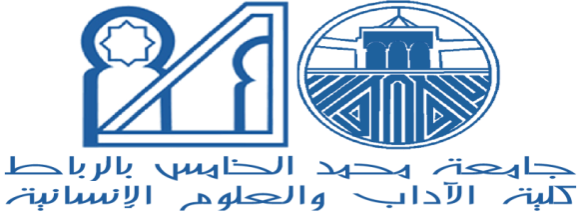 جامعة محمد الخامس بالرباط
كلية الآداب والعلوم الإنسانية